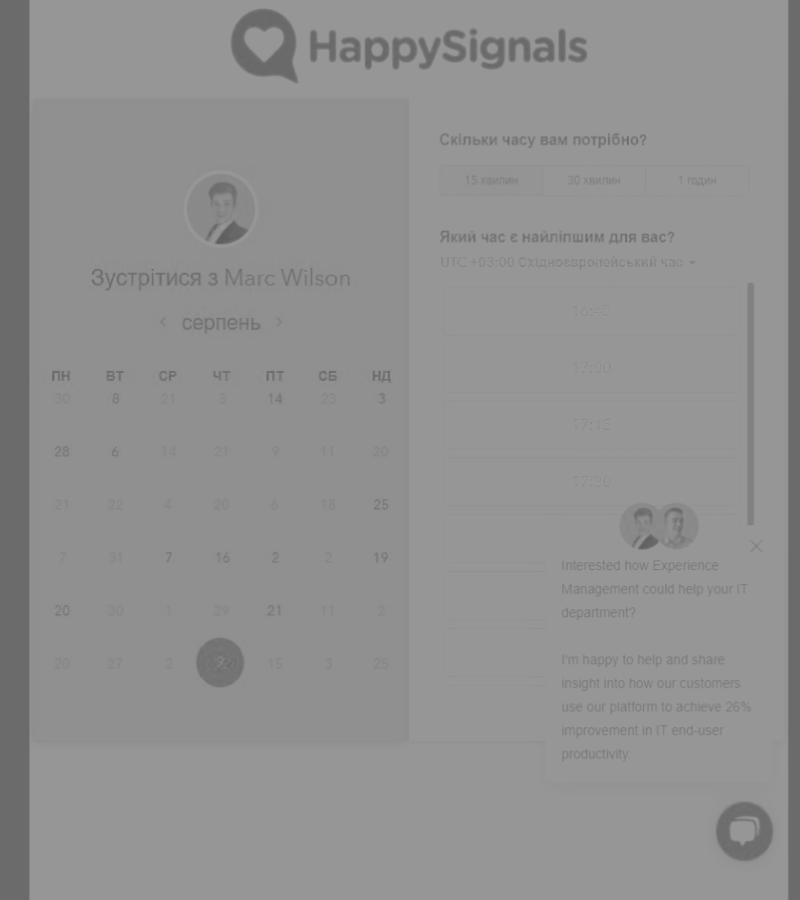 HappySignals
Зустрітися з Marc Wilson
серпень
ПН ВТ СР ЧТ ПТ СБ НД
30 8 21 3 14 23 3
28 6 14 21 9 11 20
21 22 4 20 6 18 25
7 31 7 16 2 2 19
20 30 1 29 21 11 2
20 27 2 15 3 25
Скільки часу вам потрібно?
15 хвилин 30 хвилин 1 годин
Який час є найліпшим для вас?
UTC +03:00 Східноєвропейський час
16:45
17:00
17:15
17:30
Interested how Experience
Management could help your IT
department?
I'm happy to help and share
insight into how our customers
use our platform to achieve 26%
improvement in IT end-user
productivity.